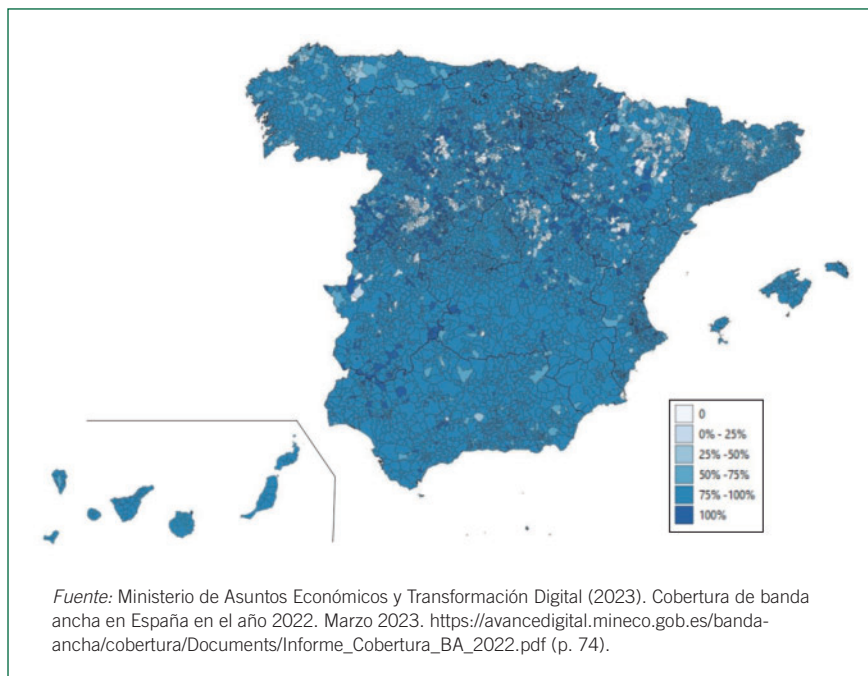 0
0% - 25%
25% -50%
50% -75%
75% -100%
100%
Fuente: Ministerio de Asuntos Económicos y Transformación Digital (2023). Cobertura de banda
ancha en España en el año 2022. Marzo 2023. https://avancedigital.mineco.gob.es/banda-
ancha/cobertura/Documents/Informe_Cobertura_BA_2022.pdf (p. 74).